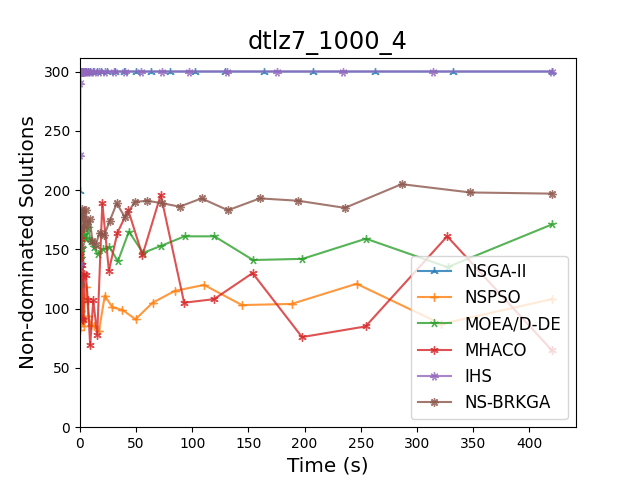 dtlz7_1000_4
Non-dominated Solutions
300
250
200
150
100
50
0
0 50 100 150 200 250 300 350 400
Time (s)
NSGA-II
NSPSO
MOEA/D-DE
MHACO
IHS
NS-BRKGA